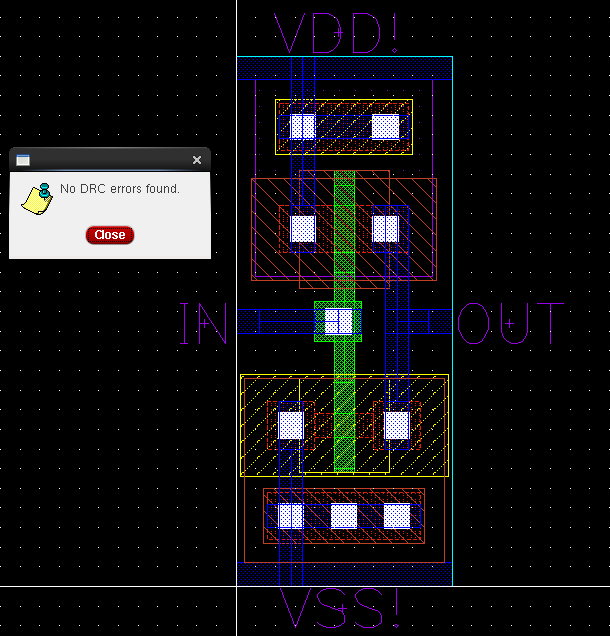 VDD!
No DRC errors found.
Close
IN
OUT
VSS!